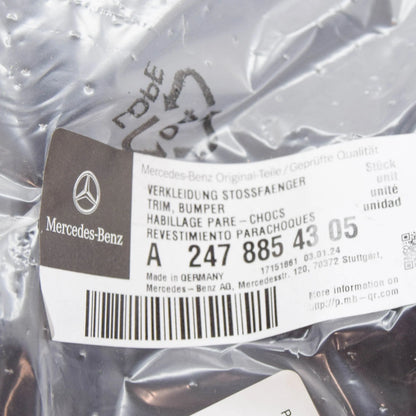 LDPE
Mercedes-Benz
Mercedes-Benz Original-Teile/Geprüfte Qualität
VERKLEIDUNG STOSSFAENGER
TRIM, BUMPER
HABILLAGE PARE-CHOCS
REVESTIMIENTO PARACHOQUES
Stück
unit
unité
unidad
A 247 885 43 05
17151861 03.01.24
Made in GERMANY
Mercedes-Benz AG, Mercedesstr. 120, 70372 Stuttgart,
More information on
http://p.mb-qr.com/